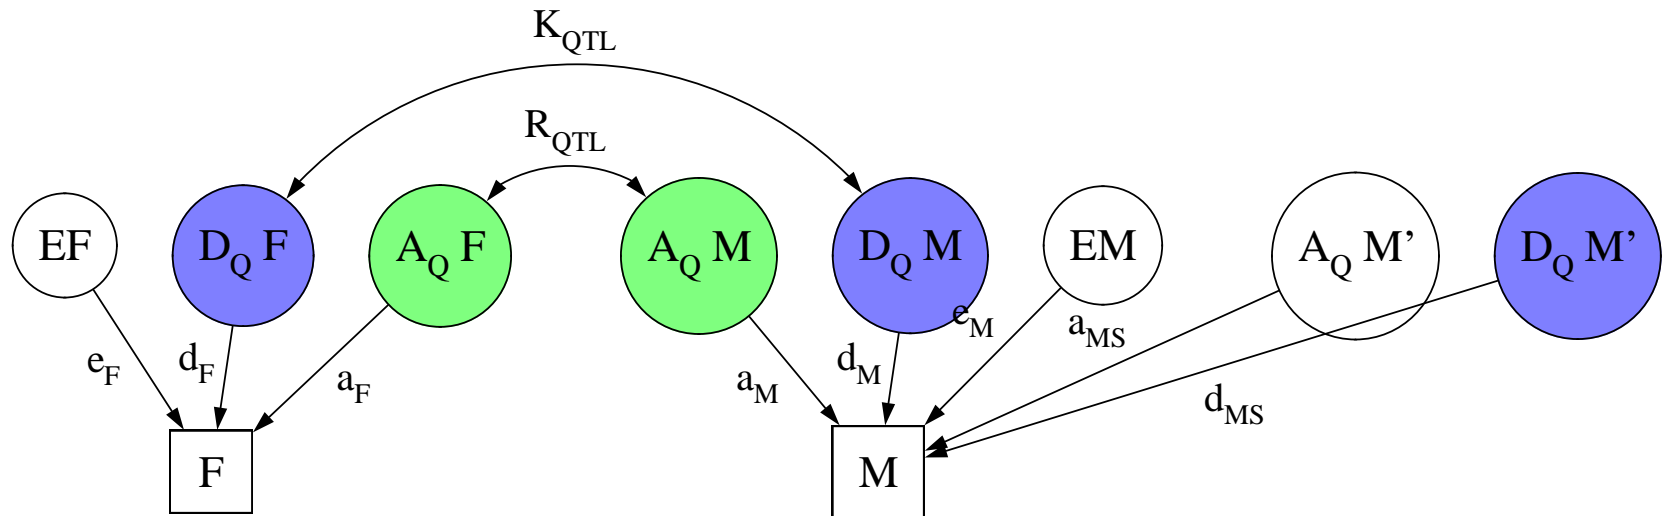 K_QTL
R_QTL
EF
D_Q F
A_Q F
A_Q M
D_Q M
EM
A_Q M'
D_Q M'
e_F
d_F
a_F
a_M
d_M
e_M
a_MS
d_MS
F
M